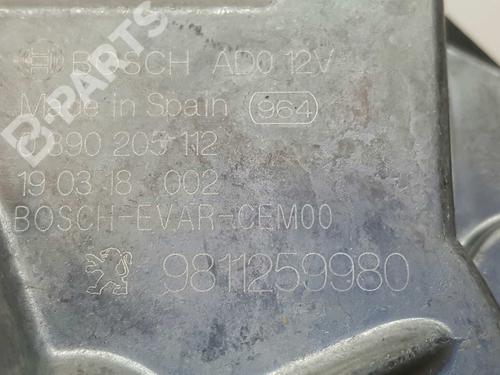 BOSCH AD0 12V
Made in Spain 964
0 390 205 112
19 03 18 002
BOSCH-EVAR-CEM00
9811259980
B-PARTS